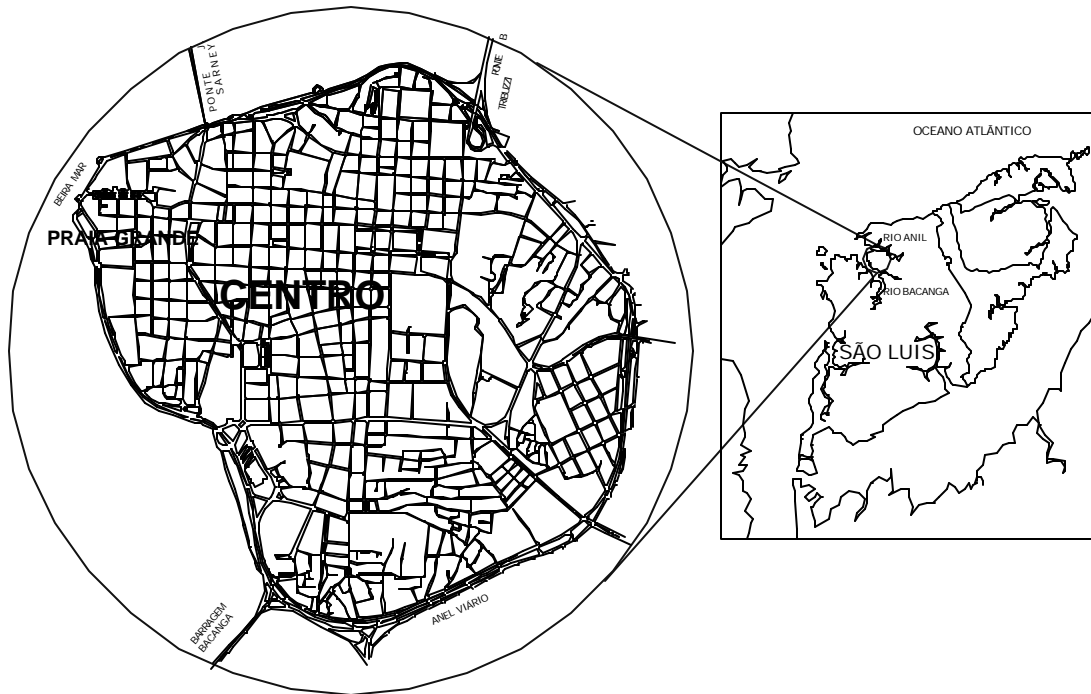 PONTE J
SARNEY
PONTE B
TRIBUZZI
BEIRA MAR
PRAIA GRANDE
CENTRO
BARRAGEM
BACANGA
ANEL VIÁRIO
OCEANO ATLÂNTICO
RIO ANIL
RIO BACANGA
SÃO LUIS